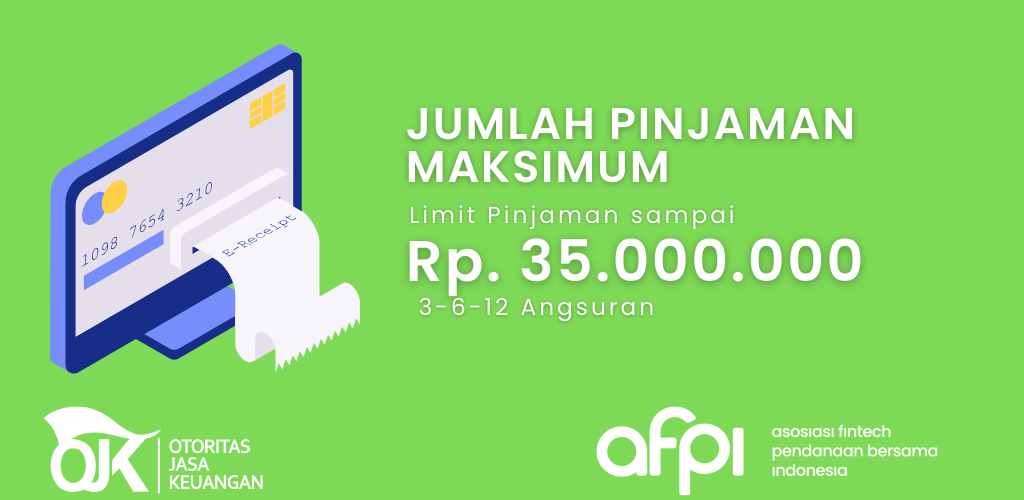 JUMLAH PINJAMAN
MAKSIMUM
Limit Pinjaman sampai
Rp. 35.000.000
3-6-12 Angsuran
1098 7654 3210
E-Receipt
OJK
OTORITAS
JASA
KEUANGAN
afpi
asosiasi fintech
pendanaan bersama
indonesia